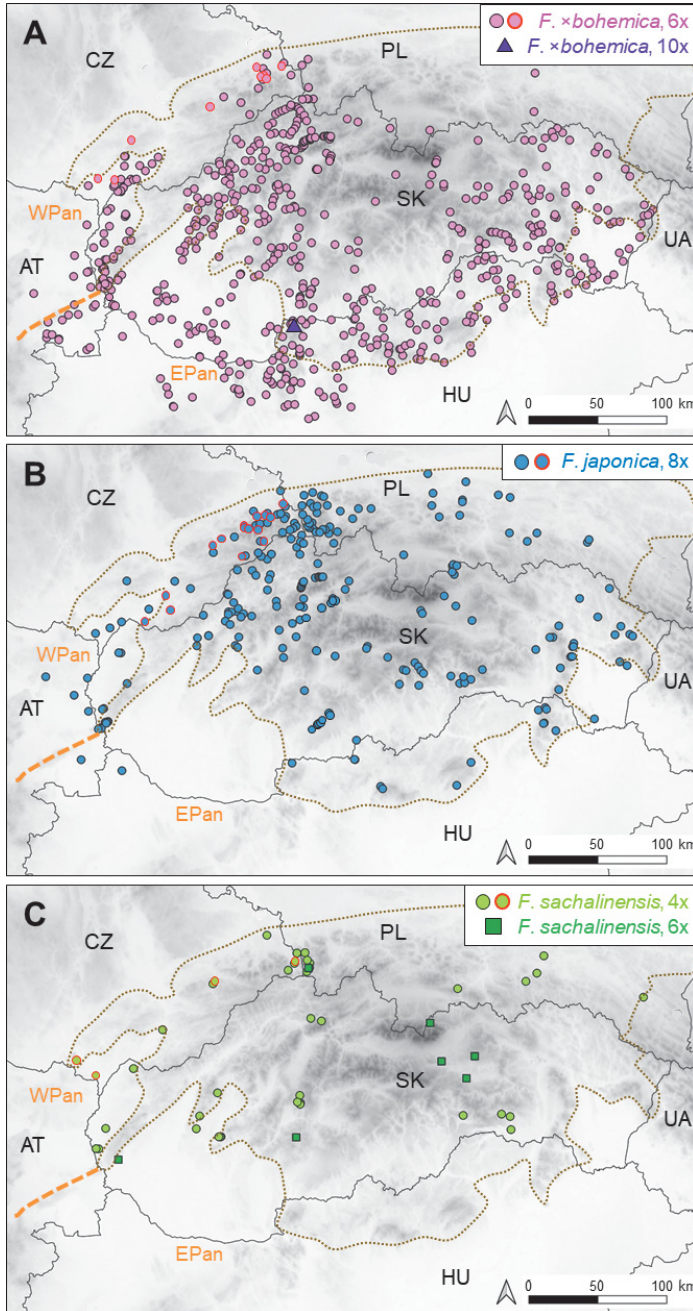 A
F. ×bohemica, 6x
F. ×bohemica, 10x
CZ
PL
SK
WPan
UA
AT
EPan
HU
0 50 100 km
B
F. japonica, 8x
CZ
PL
SK
WPan
UA
AT
EPan
HU
0 50 100 km
C
F. sachalinensis, 4x
F. sachalinensis, 6x
CZ
PL
SK
WPan
UA
AT
EPan
HU
0 50 100 km